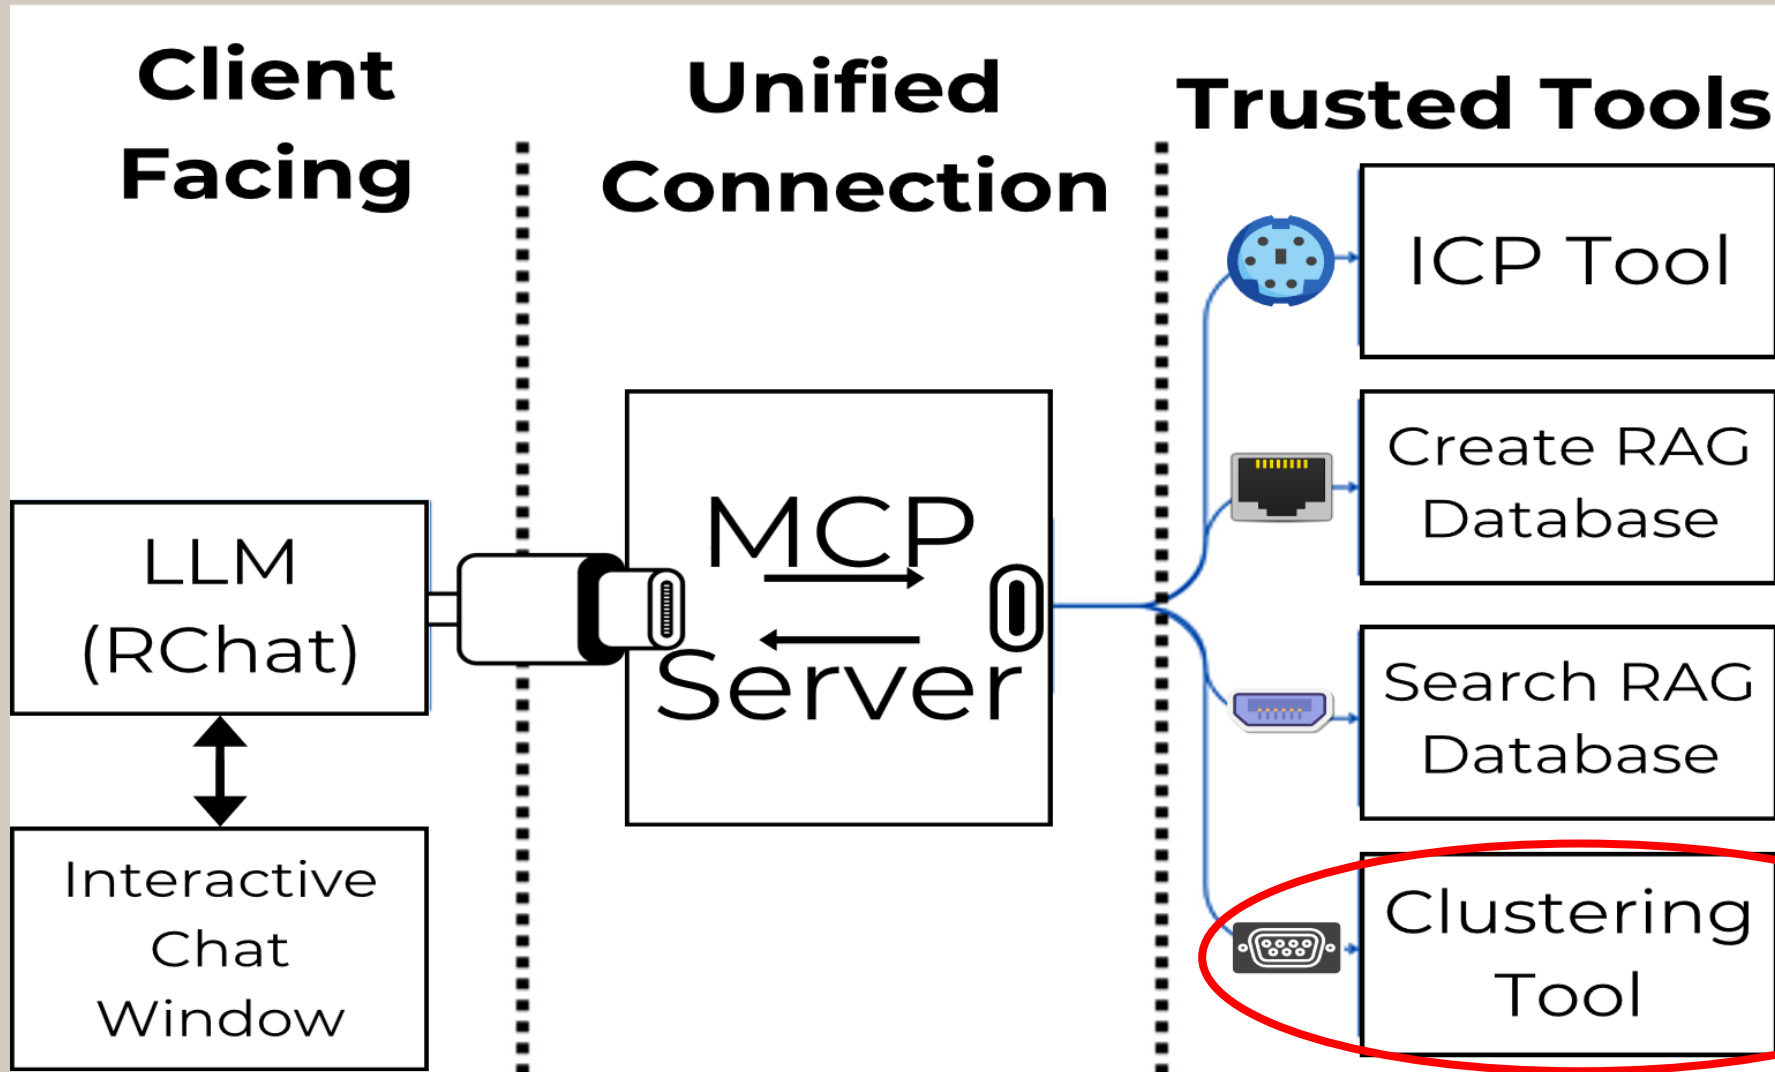 Client
Facing
Unified
Connection
Trusted Tools
LLM
(RChat)
Interactive
Chat
Window
MCP
Server
ICP Tool
Create RAG
Database
Search RAG
Database
Clustering
Tool